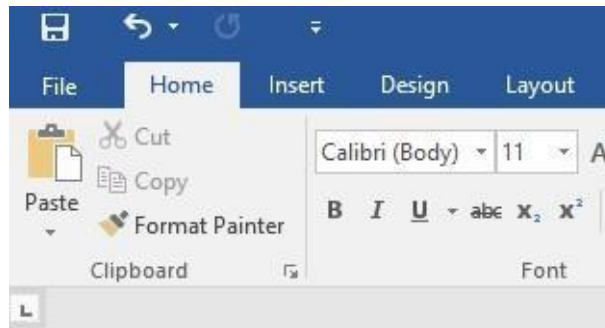 File Home Insert Design Layout
Cut
Calibri (Body) 11 A
Copy
Paste
B I U abc X₂ X²
Format Painter
Clipboard Font
L